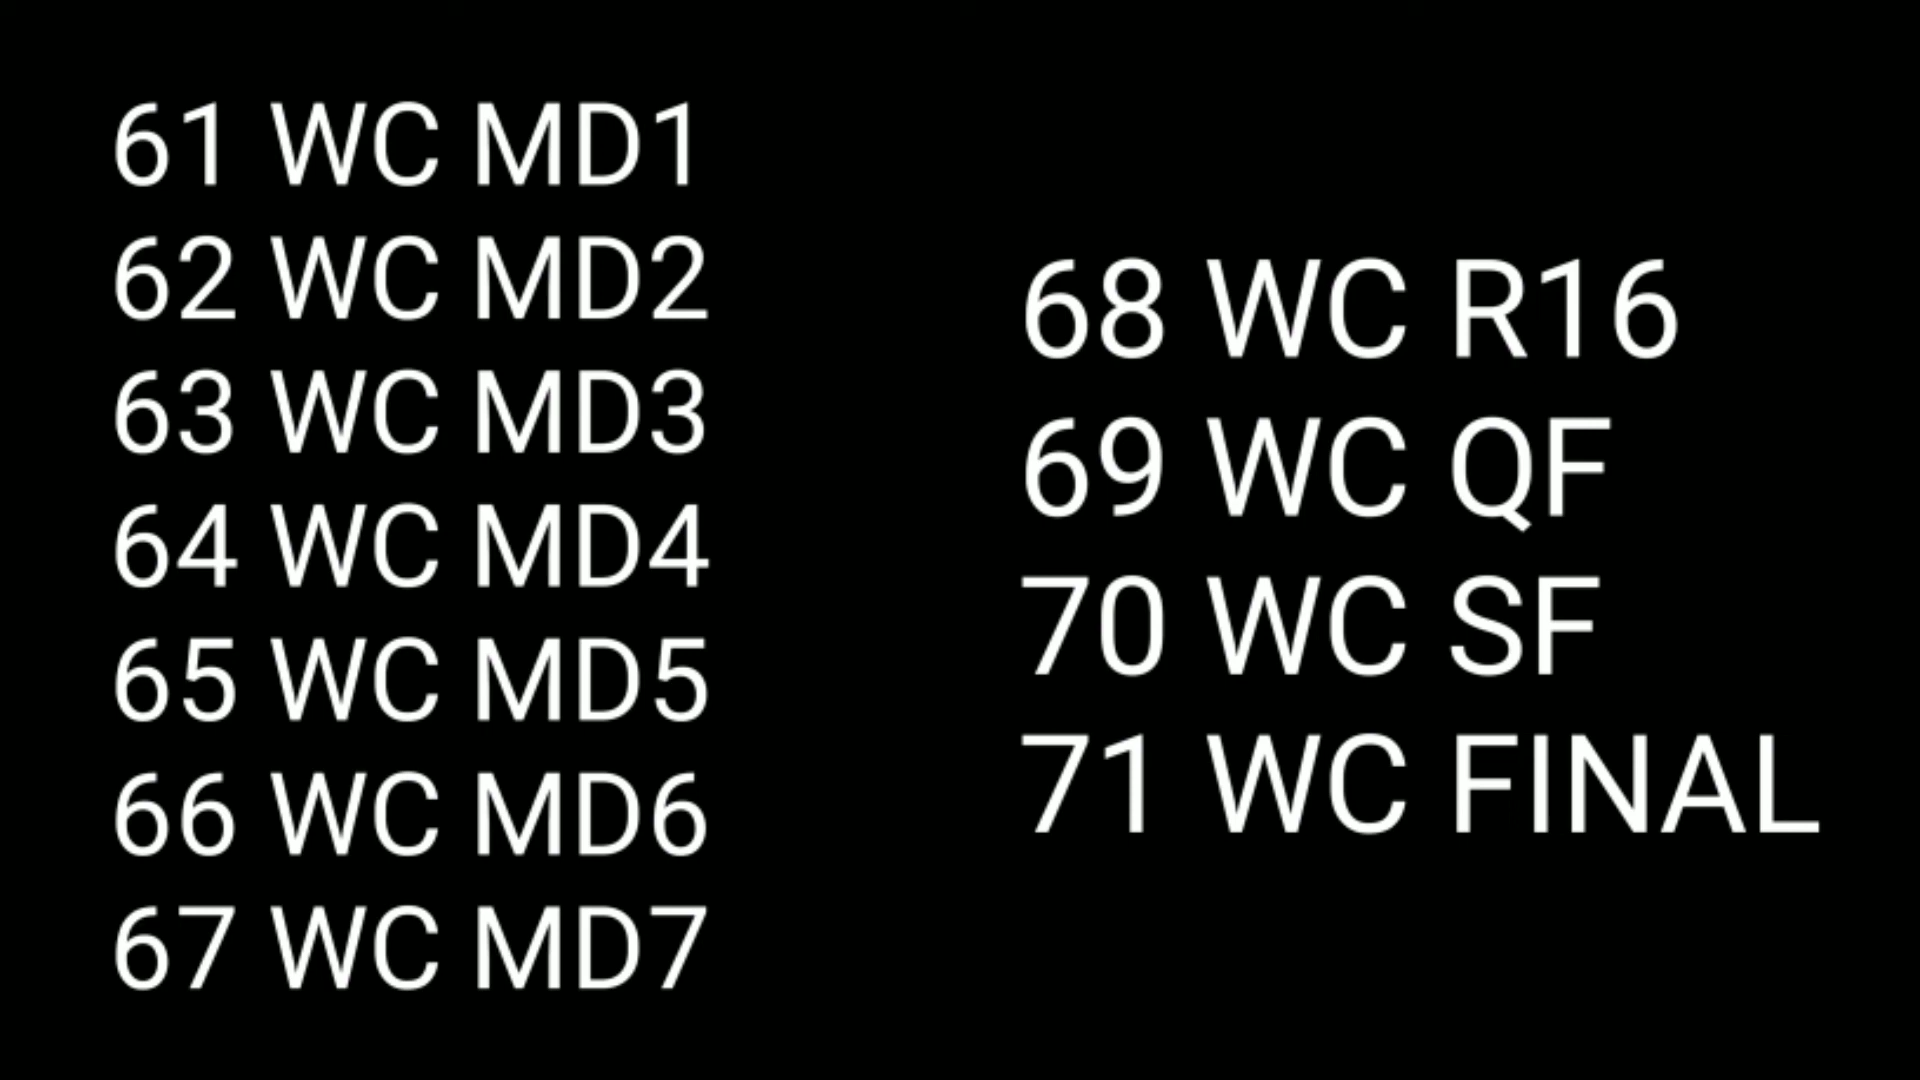 61 WC MD1
62 WC MD2
63 WC MD3
64 WC MD4
65 WC MD5
66 WC MD6
67 WC MD7
68 WC R16
69 WC QF
70 WC SF
71 WC FINAL